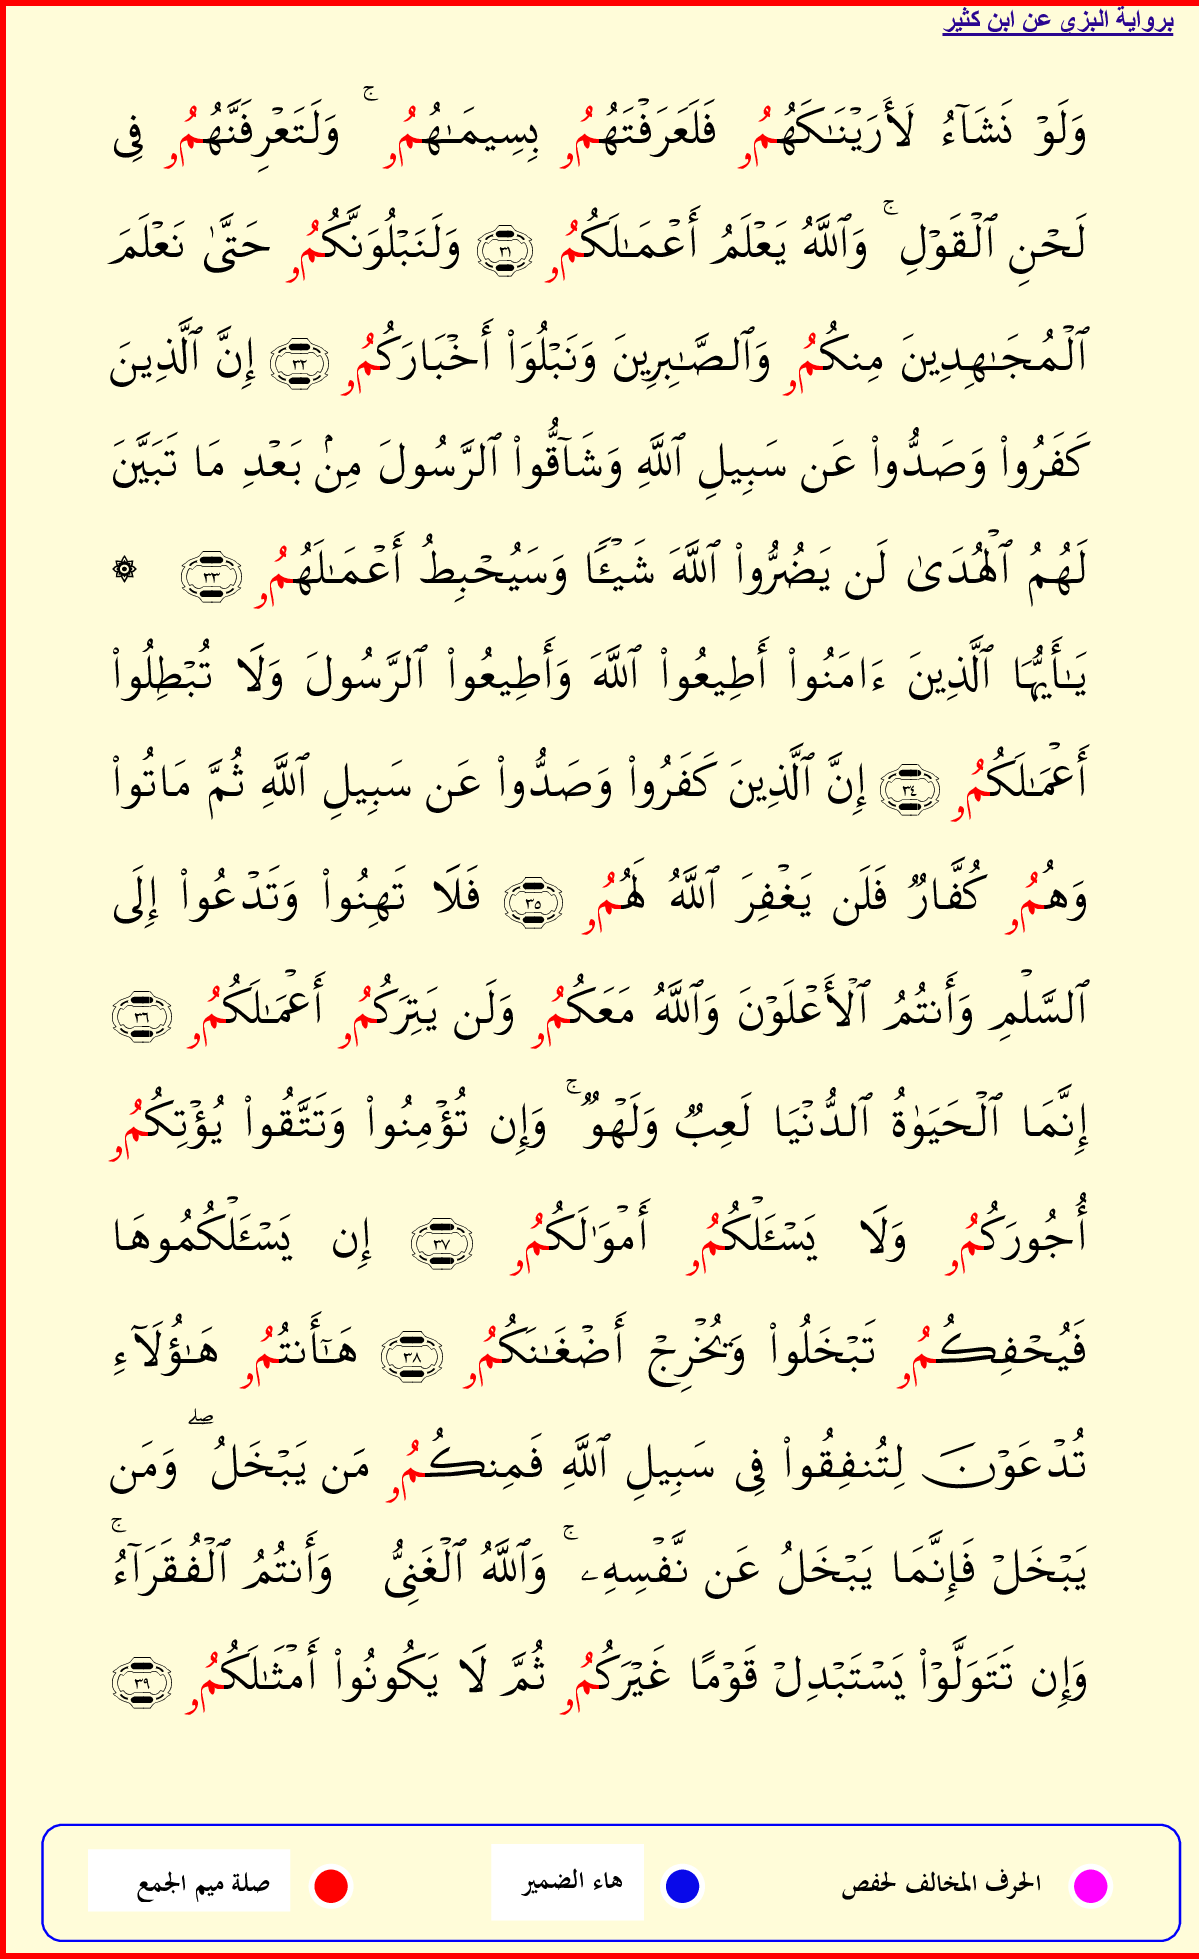 برواية البزى عن ابن كثير
وَلَوۡ نَشَآءُ لَأَرَيۡنَـٰكَهُمُۥ فَلَعَرَفۡتَهُمُۥ بِسِيمَـٰهُمُۥ ۚ وَلَتَعۡرِفَنَّهُمُۥ فِى
لَحۡنِ ٱلۡقَوۡلِ ۚ وَٱللَّهُ يَعۡلَمُ أَعۡمَـٰلَكُمُۥ ٣١ وَلَنَبۡلُوَنَّكُمُۥ حَتَّىٰ نَعۡلَمَ
ٱلۡمُجَـٰهِدِينَ مِنكُمُۥ وَٱلصَّـٰبِرِينَ وَنَبۡلُوَا۟ أَخۡبَارَكُمُۥ ٣٢ إِنَّ ٱلَّذِينَ
كَفَرُوا۟ وَصَدُّوا۟ عَن سَبِيلِ ٱللَّهِ وَشَآقُّوا۟ ٱلرَّسُولَ مِنۢ بَعۡدِ مَا تَبَيَّنَ
لَهُمُ ٱلۡهُدَىٰ لَن يَضُرُّوا۟ ٱللَّهَ شَيۡـًٔا وَسَيُحۡبِطُ أَعۡمَـٰلَهُمُۥ ٣٣ ۞
يَـٰٓأَيُّهَا ٱلَّذِينَ ءَامَنُوا۟ أَطِيعُوا۟ ٱللَّهَ وَأَطِيعُوا۟ ٱلرَّسُولَ وَلَا تُبۡطِلُوا۟
أَعۡمَـٰلَكُمُۥ ٣٤ إِنَّ ٱلَّذِينَ كَفَرُوا۟ وَصَدُّوا۟ عَن سَبِيلِ ٱللَّهِ ثُمَّ مَاتُوا۟
وَهُمُۥ كُفَّارٌ فَلَن يَغۡفِرَ ٱللَّهُ لَهُمُۥ ٣٥ فَلَا تَهِنُوا۟ وَتَدۡعُوا۟ إِلَى
ٱلسَّلۡمِ وَأَنتُمُ ٱلۡأَعۡلَوۡنَ وَٱللَّهُ مَعَكُمُۥ وَلَن يَتِرَكُمُۥ أَعۡمَـٰلَكُمُۥ ٣٦
إِنَّمَا ٱلۡحَيَوٰةُ ٱلدُّنۡيَا لَعِبٌ وَلَهۡوٌ ۚ وَإِن تُؤۡمِنُوا۟ وَتَتَّقُوا۟ يُؤۡتِكُمُۥ
أُجُورَكُمُۥ وَلَا يَسۡـَٔلۡكُمُۥ أَمۡوَٰلَكُمُۥ ٣٧ إِن يَسۡـَٔلۡكُمُوهَا
فَيُحۡفِكُمُۥ تَبۡخَلُوا۟ وَيُخۡرِجۡ أَضۡغَـٰنَكُمُۥ ٣٨ هَـٰٓأَنتُمُۥ هَـٰٓؤُلَآءِ
تُدۡعَوۡنَ لِتُنفِقُوا۟ فِى سَبِيلِ ٱللَّهِ فَمِنكُمُۥ مَن يَبۡخَلُ ۖ وَمَن
يَبۡخَلۡ فَإِنَّمَا يَبۡخَلُ عَن نَّفۡسِهِۦ ۚ وَٱللَّهُ ٱلۡغَنِىُّ وَأَنتُمُ ٱلۡفُقَرَآءُ ۚ
وَإِن تَتَوَلَّوۡا۟ يَسۡتَبۡدِلۡ قَوۡمًا غَيۡرَكُمُۥ ثُمَّ لَا يَكُونُوا۟ أَمۡثَـٰلَكُمُۥ ٣٩
الحرف المخالف لحفص هاء الضمير صلة ميم الجمع